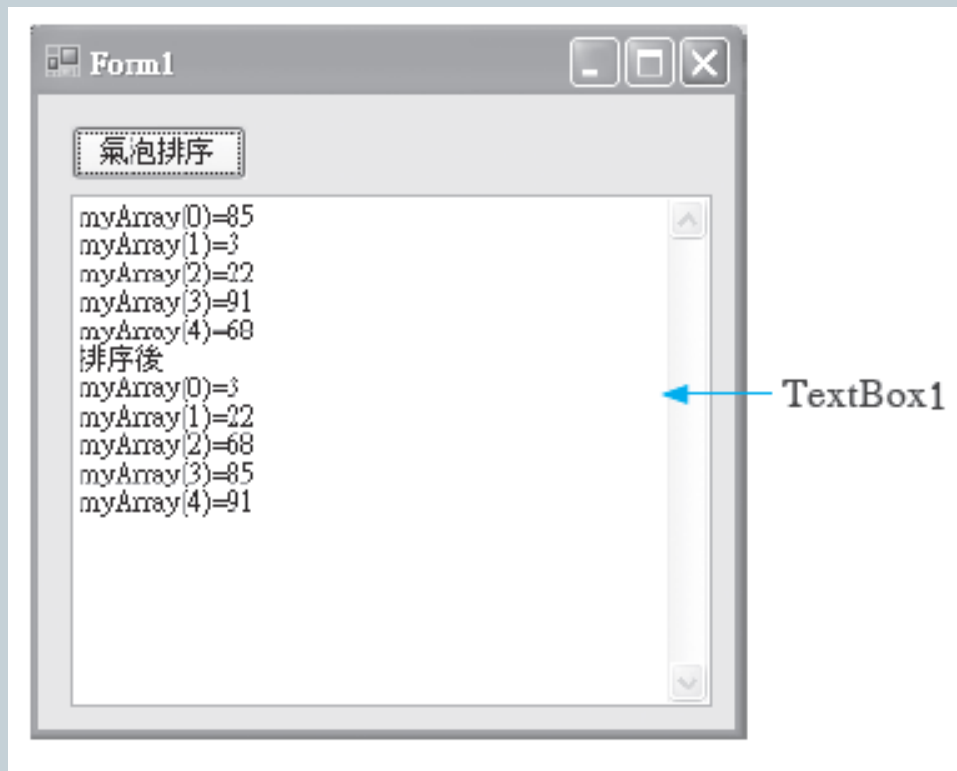 Form1
氣泡排序
myArray(0)=85
myArray(1)=3
myArray(2)=22
myArray(3)=91
myArray(4)=68
排序後
myArray(0)=3
myArray(1)=22
myArray(2)=68
myArray(3)=85
myArray(4)=91
TextBox1